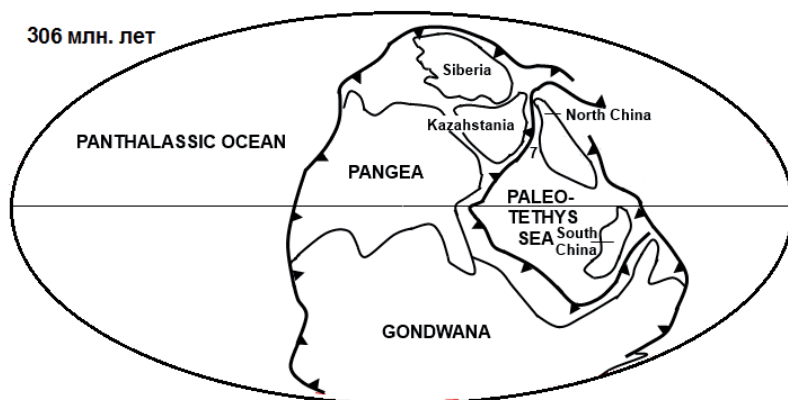 306 млн. лет
Siberia
Kazahstania
North China
PANTHALASSIC OCEAN
PANGEA
7
PALEO-
TETHYS
SEA
South
China
GONDWANA